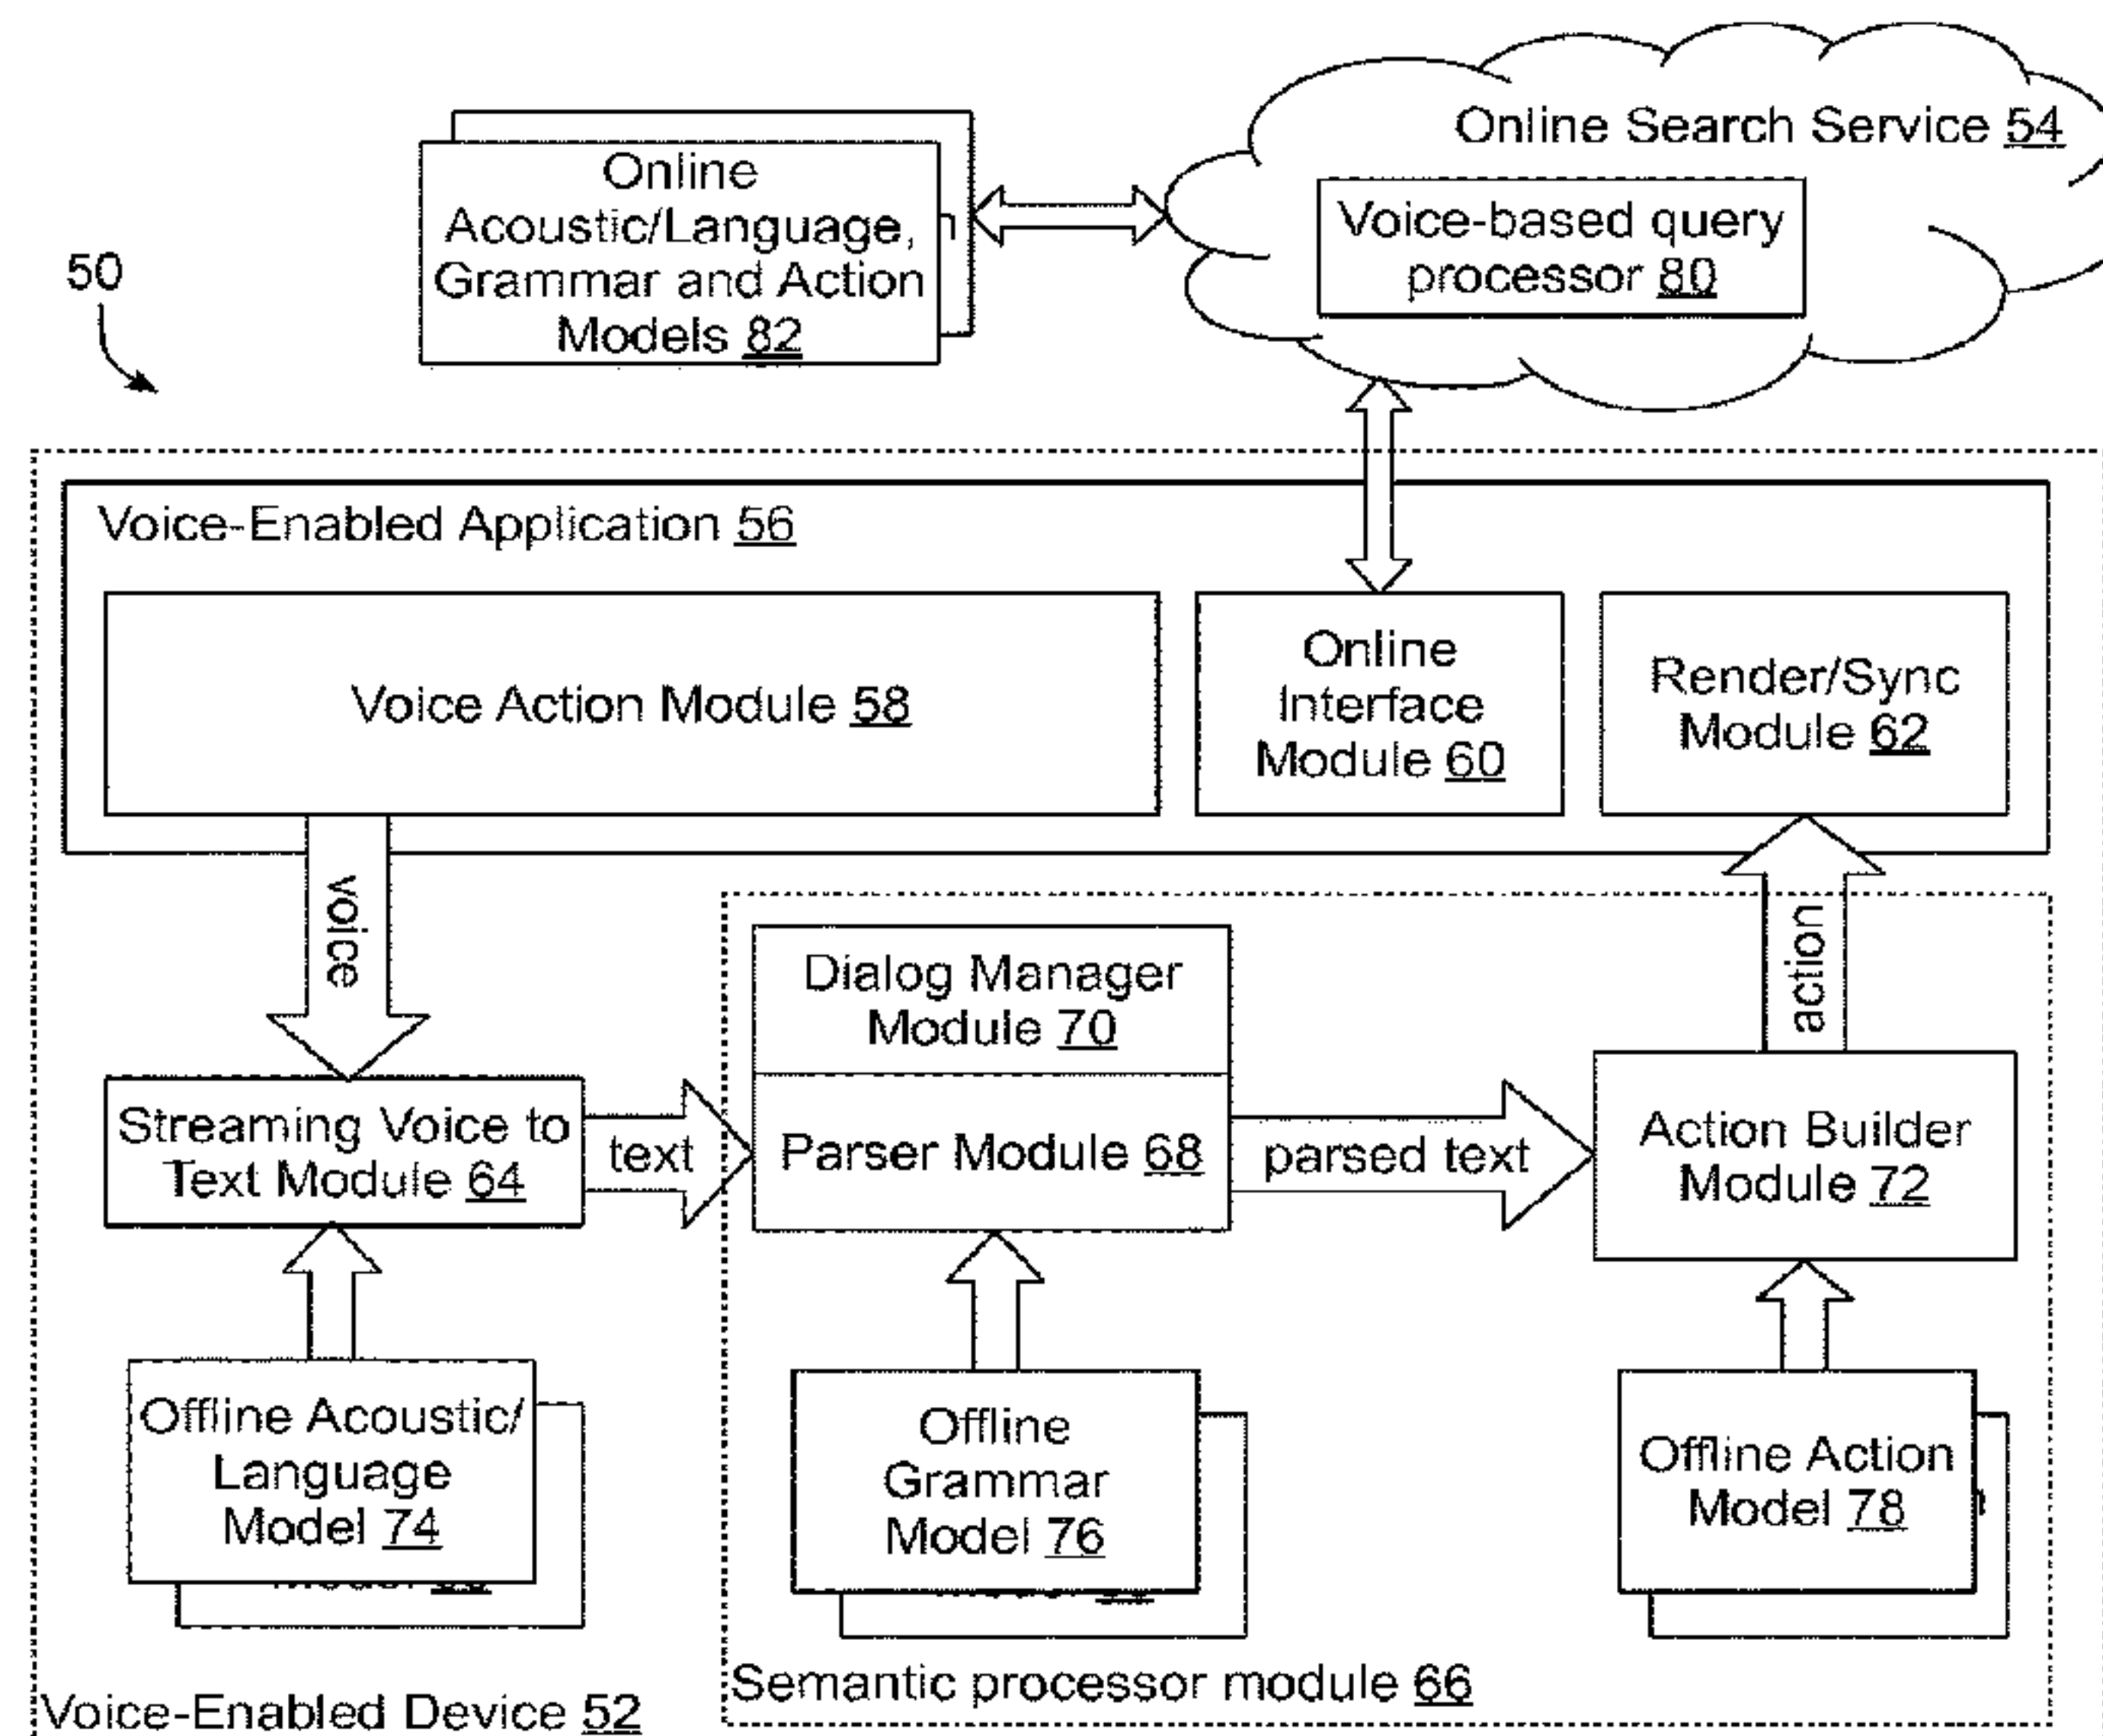 Online Search Service 54
Online
Acoustic/Language,
Grammar and Action
Models 82
Voice-based query
processor 80
50
Voice-Enabled Application 56
Voice Action Module 58
Online
Interface
Module 60
Render/Sync
Module 62
voice
action
Dialog Manager
Module 70
Streaming Voice to
Text Module 64
text
Parser Module 68
parsed text
Action Builder
Module 72
Offline Acoustic/
Language
Model 74
Offline
Grammar
Model 76
Offline Action
Model 78
Semantic processor module 66
Voice-Enabled Device 52